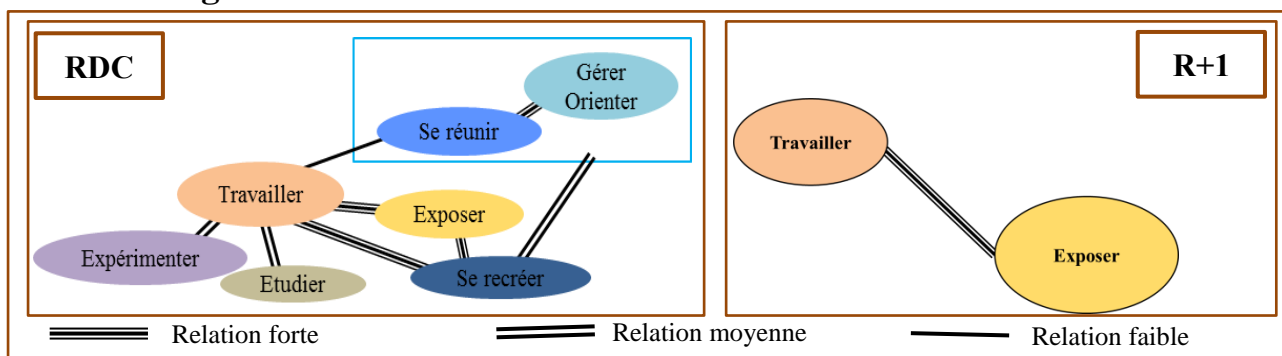 RDC
Gérer
Orienter
Se réunir
Travailler
Exposer
Expérimenter
Se recréer
Etudier
R+1
Travailler
Exposer
Relation forte
Relation moyenne
Relation faible